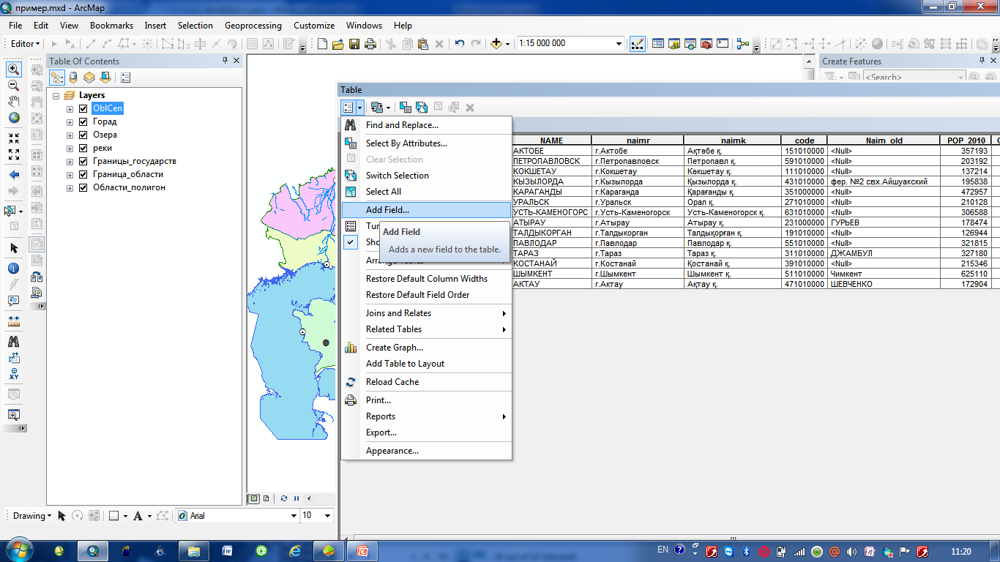 пример.mxd - ArcMap
File Edit View Bookmarks Insert Selection Geoprocessing Customize Windows Help
Editor 1:15 000 000
Table Of Contents
Create Features
<Search>
Layers
OblCen
Горад
Озера
реки
Границы_государств
Граница_области
Области_полигон
Table
Find and Replace...
Select By Attributes...
Clear Selection
Switch Selection
Select All
Add Field...
Tur
Sho
Add Field
Adds a new field to the table.
Arrange Tables
Restore Default Column Widths
Restore Default Field Order
Joins and Relates
Related Tables
Create Graph...
Add Table to Layout
Reload Cache
Print...
Reports
Export...
Appearance...
NAME naimr naimk code Naim_old POP_2010
АКТОБЕ г.Актобе Ақтөбе қ. 151010000 <Null> 357193
ПЕТРОПАВЛОВСК г.Петропавловск Петропавл қ. 591010000 <Null> 203192
КОКШЕТАУ г.Кокшетау Көкшетау қ. 111010000 <Null> 137214
КЫЗЫЛОРДА г.Кызылорда Қызылорда қ. 431010000 фер. №2 свх.Айшуакский 195838
КАРАГАНДЫ г.Караганда Қарағанды қ. 351010000 <Null> 472957
УРАЛЬСК г.Уральск Орал қ. 271010000 <Null> 210128
УСТЬ-КАМЕНОГОРС г.Усть-Каменогорск Усть-Каменогорск қ. 631010000 <Null> 306588
АТЫРАУ г.Атырау Атырау қ. 231000000 ГУРЬЕВ 178474
ТАЛДЫКОРГАН г.Талдыкорган Талдықорған қ. 191010000 <Null> 126944
ПАВЛОДАР г.Павлодар Павлодар қ. 551010000 <Null> 321815
ТАРАЗ г.Тараз Тараз қ. 311010000 ДЖАМБУЛ 327180
КОСТАНАЙ г.Костанай Қостанай қ. 391010000 <Null> 215346
ШЫМКЕНТ г.Шымкент Шымкент қ. 511010000 Чимкент 625110
АКТАУ г.Актау Ақтау қ. 471010000 ШЕВЧЕНКО 172904
XY
Drawing A Arial 10
EN 11:20